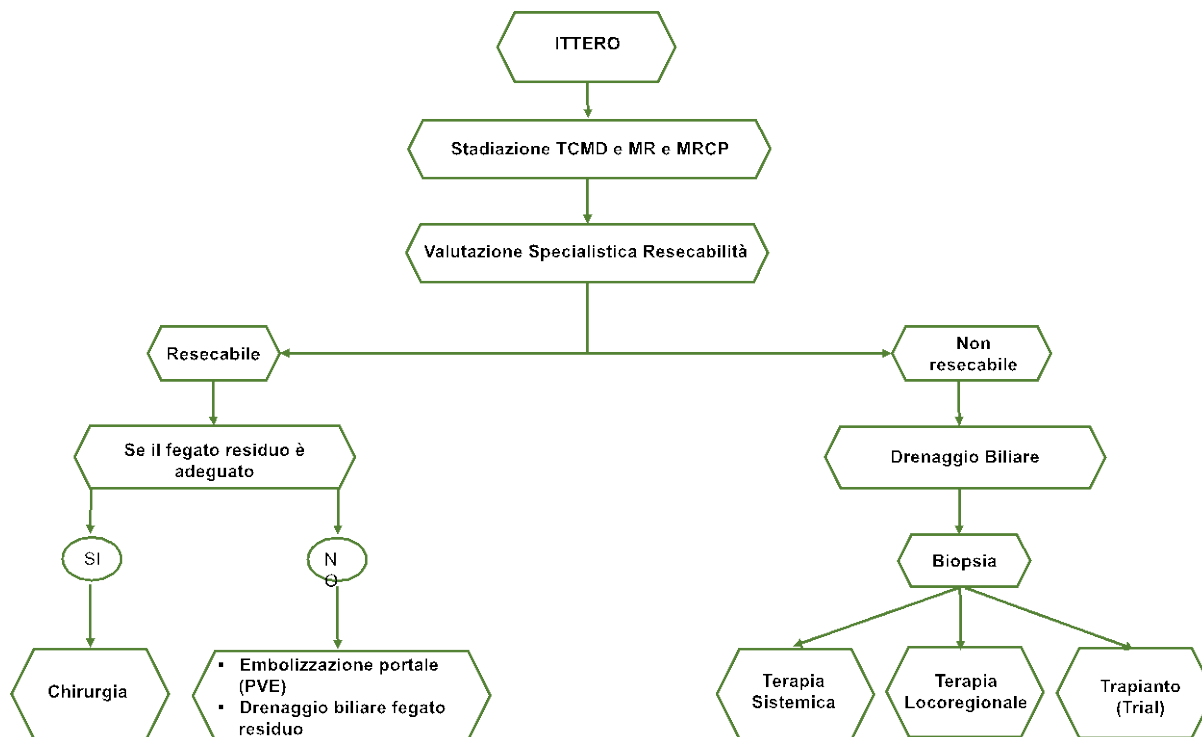 ITTERO
Stadiazione TCMD e MR e MRCP
Valutazione Specialistica Resecabilità
Resecabile
Non
resecabile
Se il fegato residuo è
adeguato
Drenaggio Biliare
SI
N
O
Biopsia
Chirurgia
▪ Embolizzazione portale
(PVE)
▪ Drenaggio biliare fegato
residuo
Terapia
Sistemica
Terapia
Locoregionale
Trapianto
(Trial)